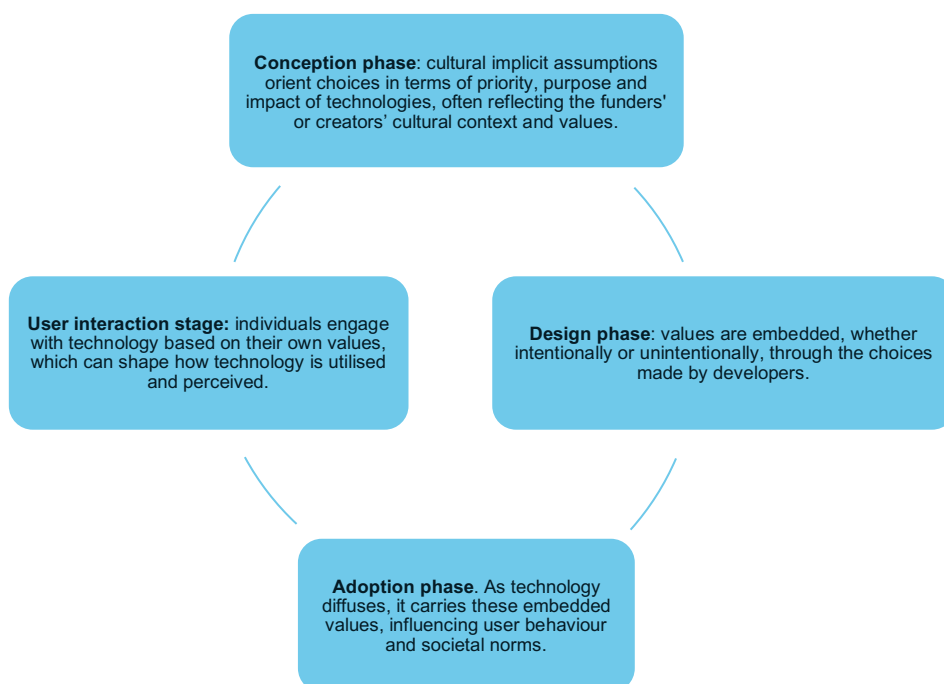 Conception phase: cultural implicit assumptions
orient choices in terms of priority, purpose and
impact of technologies, often reflecting the funders'
or creators’ cultural context and values.
User interaction stage: individuals engage
with technology based on their own values,
which can shape how technology is utilised
and perceived.
Design phase: values are embedded, whether
intentionally or unintentionally, through the choices
made by developers.
Adoption phase. As technology
diffuses, it carries these embedded
values, influencing user behaviour
and societal norms.